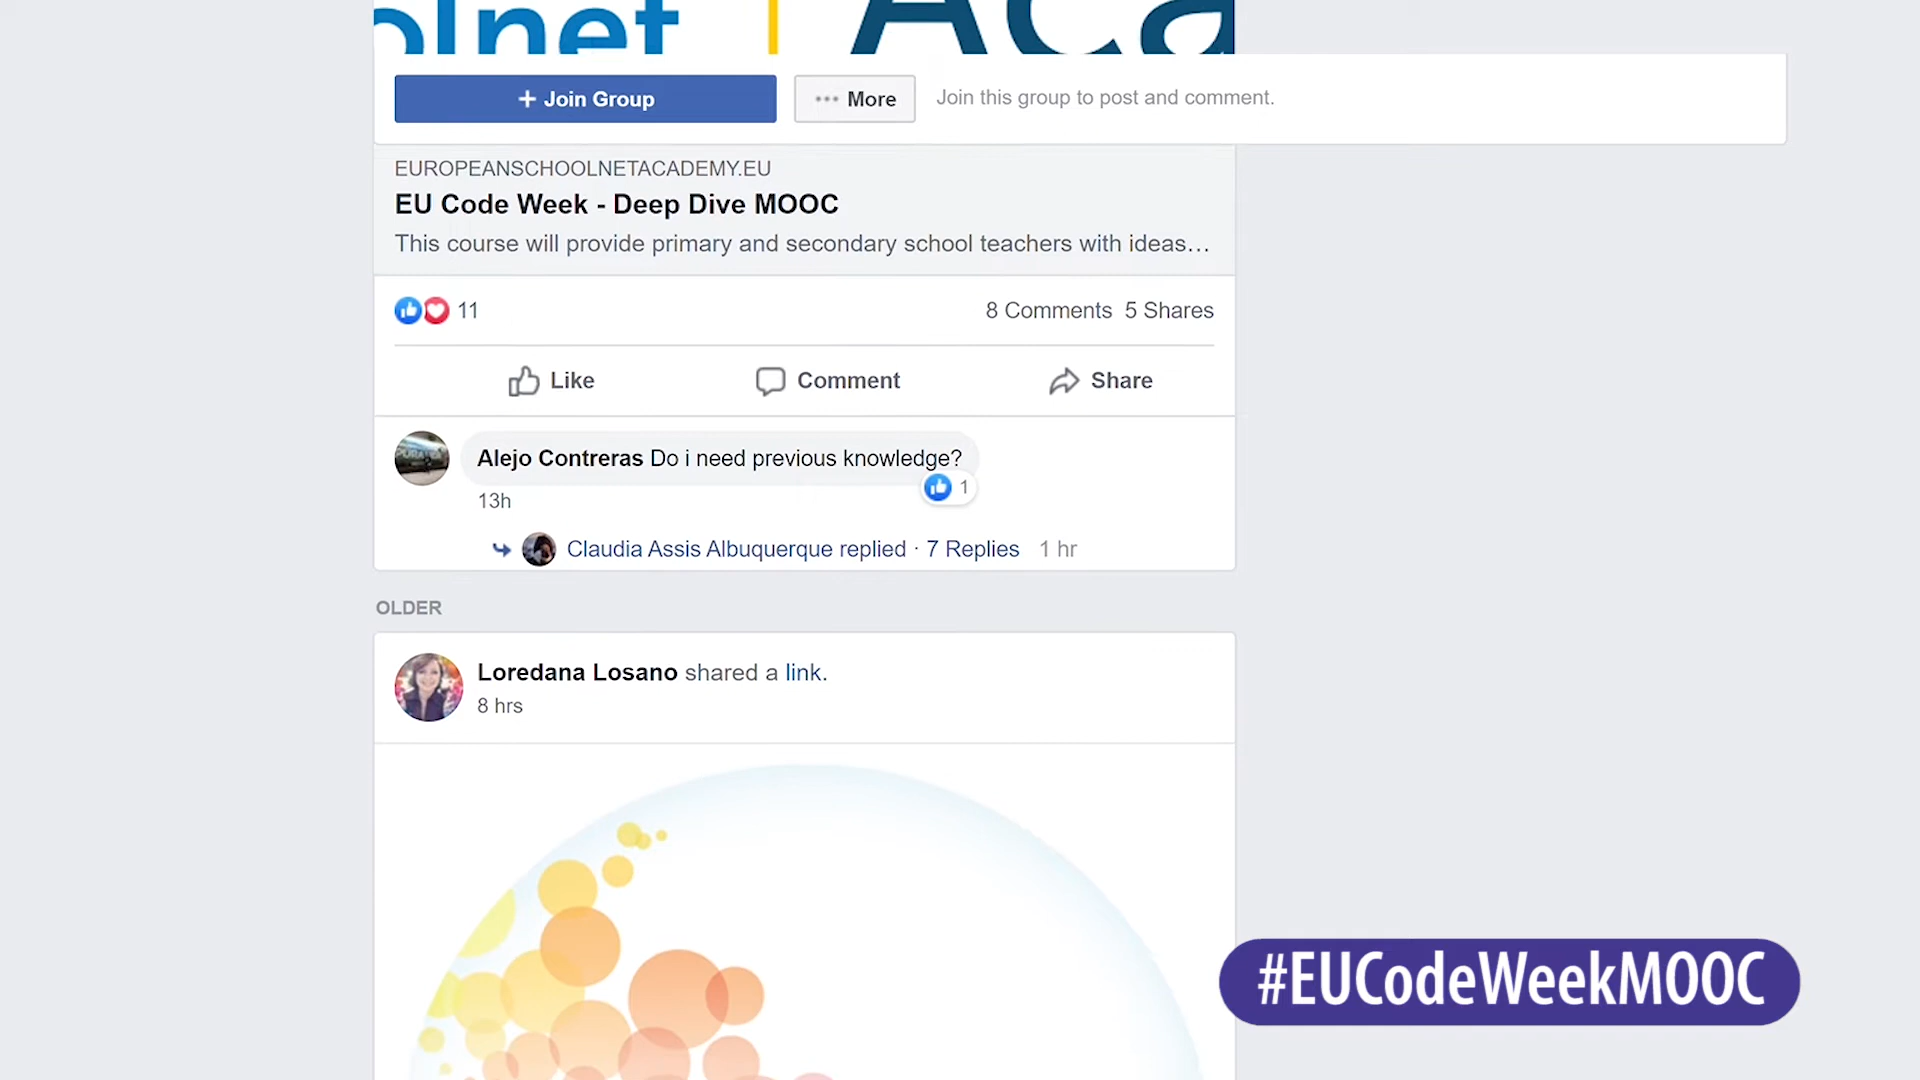 olnet | Aca
+ Join Group
··· More
Join this group to post and comment.
EUROPEANSCHOOLNETACADEMY.EU
EU Code Week - Deep Dive MOOC
This course will provide primary and secondary school teachers with ideas...
11
8 Comments 5 Shares
Like
Comment
Share
Alejo Contreras Do i need previous knowledge?
1
13h
Claudia Assis Albuquerque replied · 7 Replies 1 hr
OLDER
Loredana Losano shared a link.
8 hrs
#EUCodeWeekMOOC